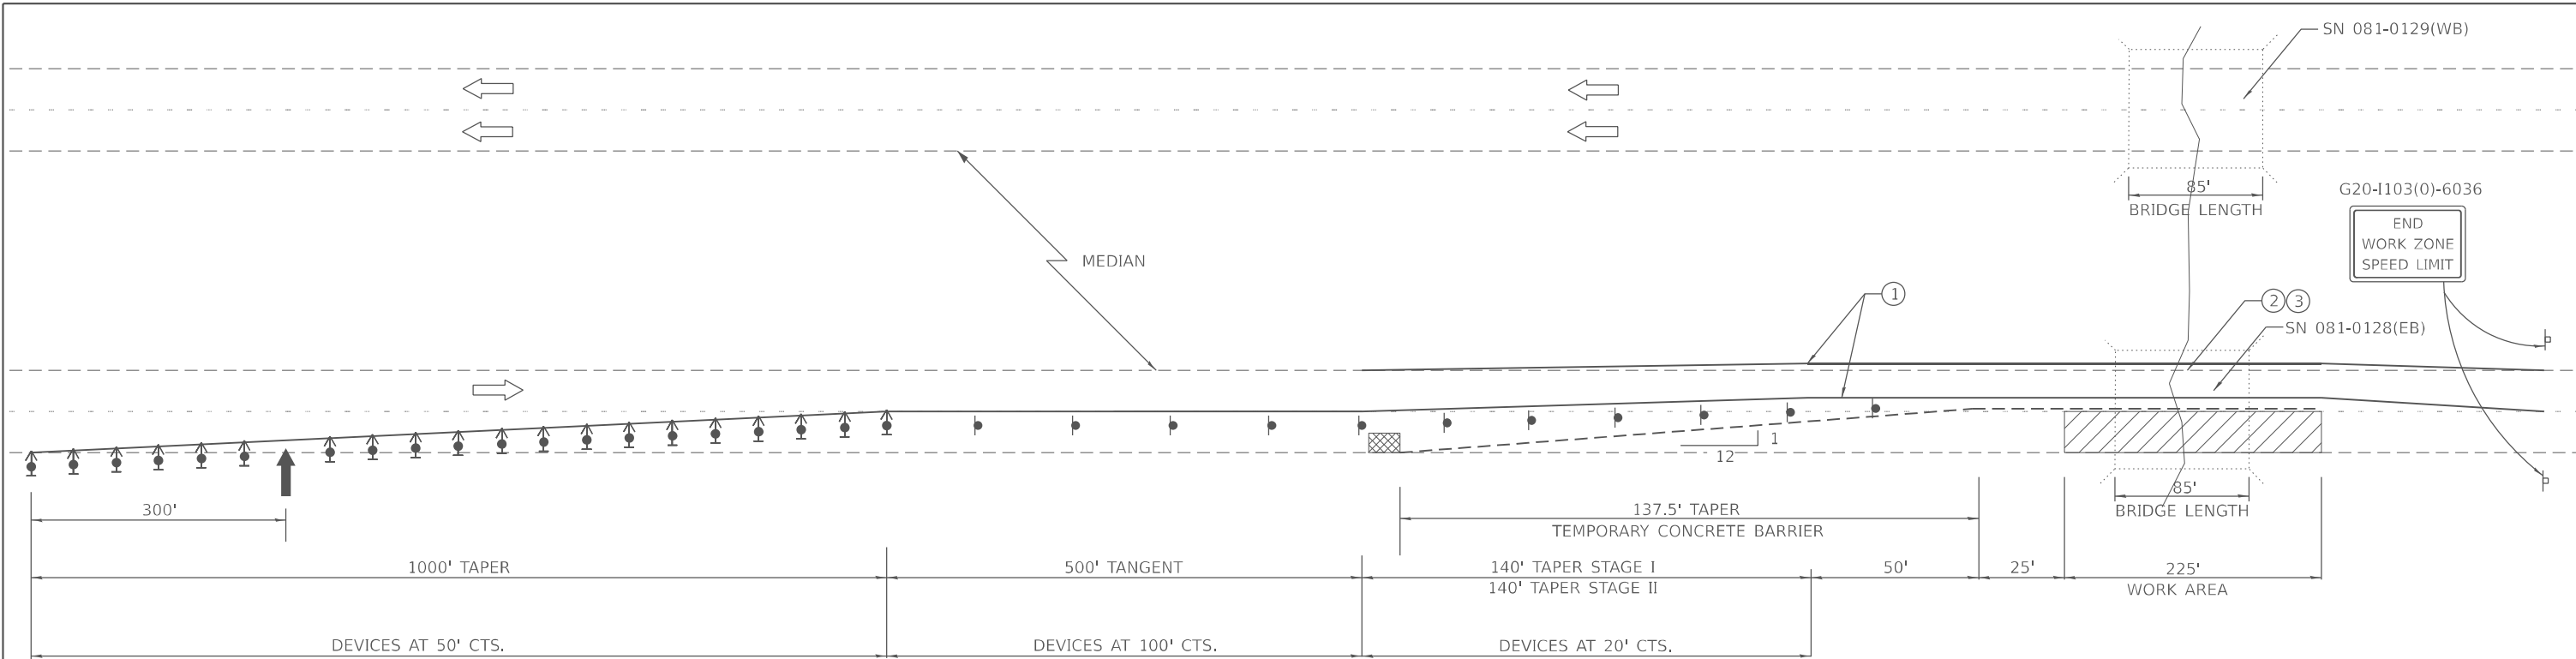 SN 081-0129(WB)
85'
BRIDGE LENGTH
G20-I103(0)-6036
END
WORK ZONE
SPEED LIMIT
MEDIAN
1
2 3
SN 081-0128(EB)
1
12
85'
BRIDGE LENGTH
300'
137.5' TAPER
TEMPORARY CONCRETE BARRIER
1000' TAPER
500' TANGENT
140' TAPER STAGE I
140' TAPER STAGE II
50'
25'
225'
WORK AREA
DEVICES AT 50' CTS.
DEVICES AT 100' CTS.
DEVICES AT 20' CTS.